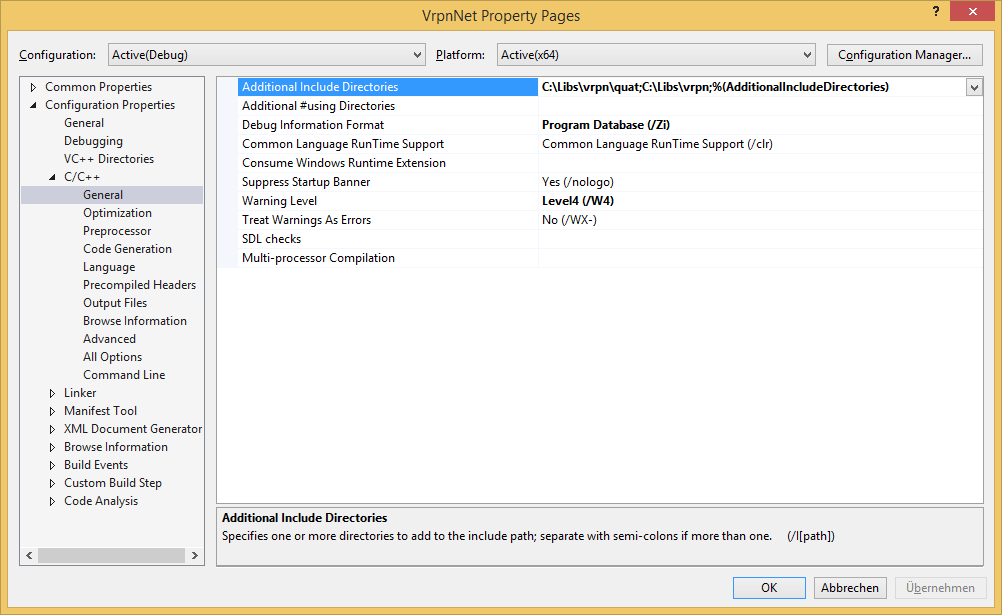 VrpnNet Property Pages
?
Configuration: Active(Debug) Platform: Active(x64) Configuration Manager...
Common Properties
Configuration Properties
General
Debugging
VC++ Directories
C/C++
General
Optimization
Preprocessor
Code Generation
Language
Precompiled Headers
Output Files
Browse Information
Advanced
All Options
Command Line
Linker
Manifest Tool
XML Document Generator
Browse Information
Build Events
Custom Build Step
Code Analysis
Additional Include Directories C:\Libs\vrpn\quat;C:\Libs\vrpn;%(AdditionalIncludeDirectories)
Additional #using Directories
Debug Information Format Program Database (/Zi)
Common Language RunTime Support Common Language RunTime Support (/clr)
Consume Windows Runtime Extension
Suppress Startup Banner Yes (/nologo)
Warning Level Level4 (/W4)
Treat Warnings As Errors No (/WX-)
SDL checks
Multi-processor Compilation
Additional Include Directories
Specifies one or more directories to add to the include path; separate with semi-colons if more than one. (/I[path])
OK Abbrechen Übernehmen